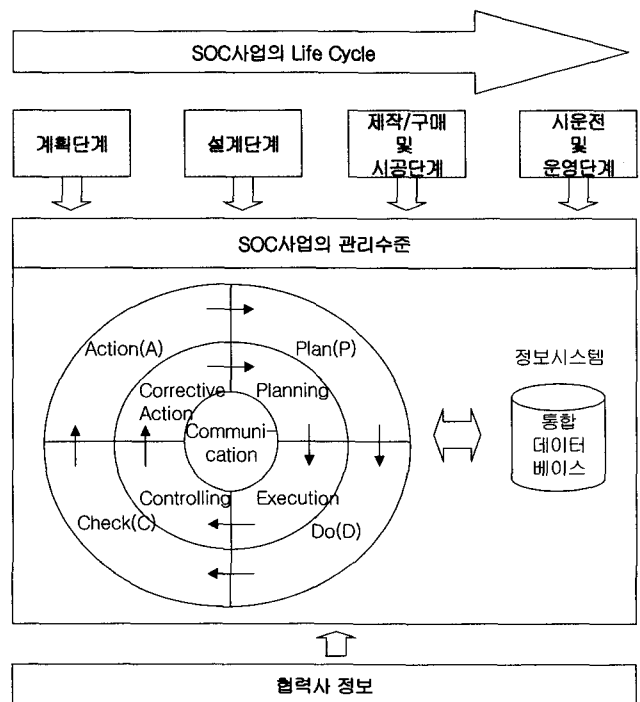 SOC사업의 Life Cycle
계획단계
설계단계
제작/구매
및
시공단계
시운전
및
운영단계
SOC사업의 관리수준
Action(A)
Plan(P)
Corrective
Action
Planning
Communi-
cation
Controlling
Execution
Check(C)
Do(D)
정보시스템
통합
데이터
베이스
협력사 정보